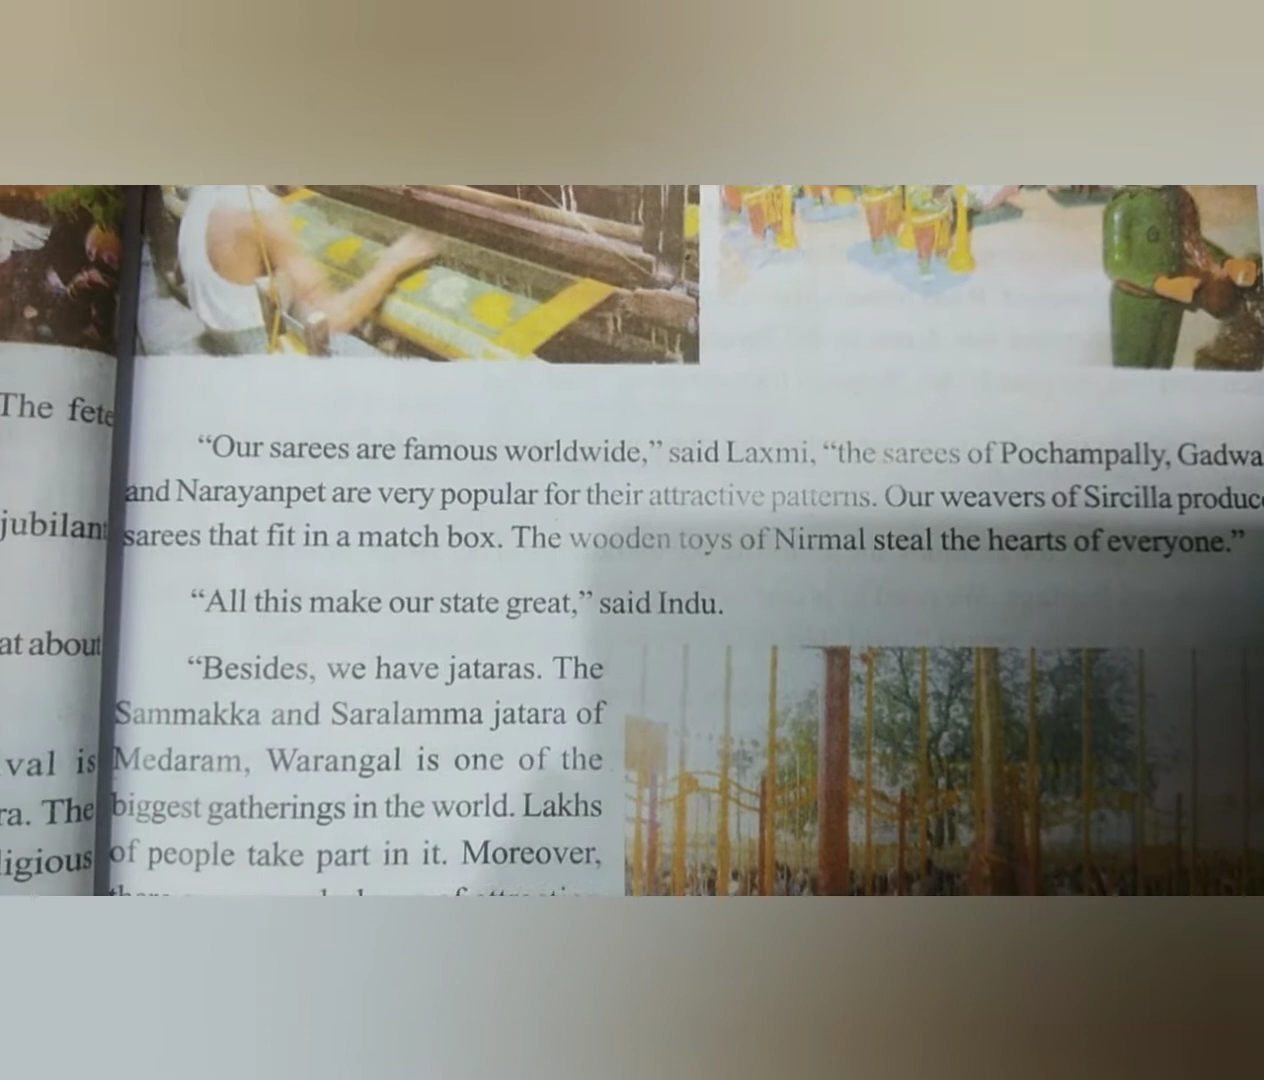 The fete
jubilant
at about
val is
ra. The
ligious
“Our sarees are famous worldwide,” said Laxmi, “the sarees of Pochampally, Gadwa
and Narayanpet are very popular for their attractive patterns. Our weavers of Sircilla produc
sarees that fit in a match box. The wooden toys of Nirmal steal the hearts of everyone.”
“All this make our state great,” said Indu.
“Besides, we have jataras. The
Sammakka and Saralamma jatara of
Medaram, Warangal is one of the
biggest gatherings in the world. Lakhs
of people take part in it. Moreover,